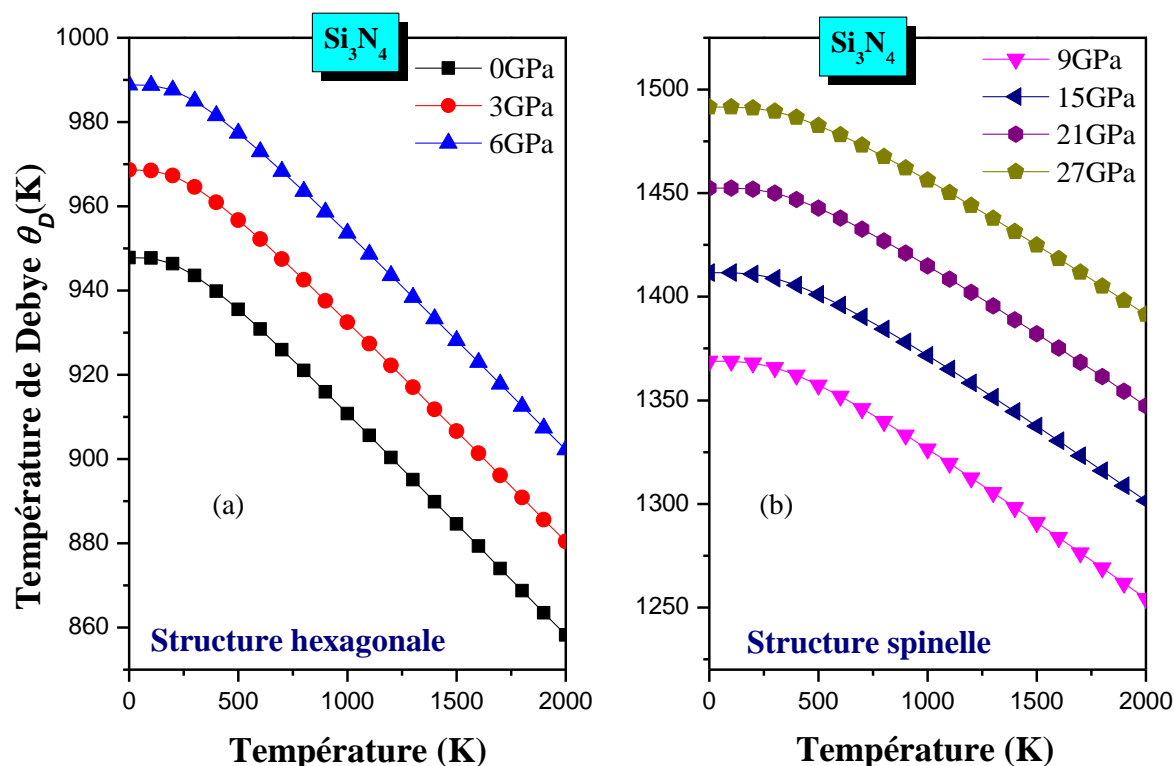 Si₃N₄
0GPa
3GPa
6GPa
1000
980
960
940
920
900
880
860
Température de Debye θ_D(K)
(a)
Structure hexagonale
0
500
1000
1500
2000
Température (K)
Si₃N₄
9GPa
15GPa
21GPa
27GPa
1500
1450
1400
1350
1300
1250
(b)
Structure spinelle
0
500
1000
1500
2000
Température (K)